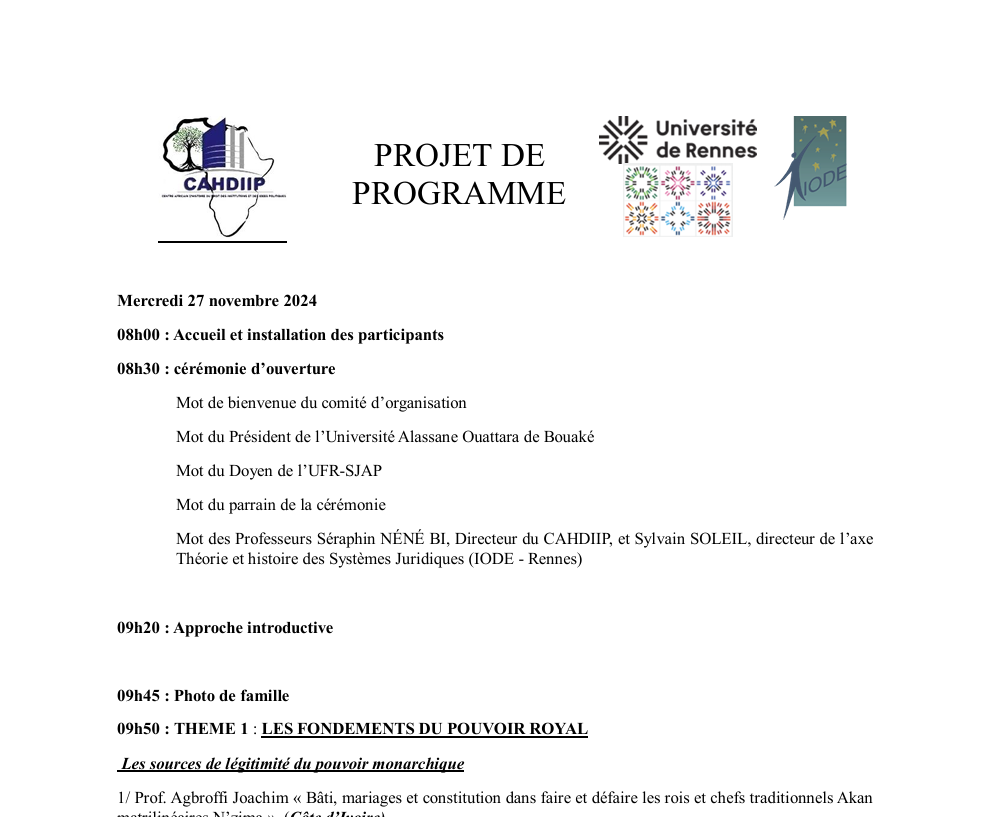 CAHDIIP
CENTRE AFRICAIN D'HISTOIRE DU DROIT DES INSTITUTIONS ET DES IDEES POLITIQUES
PROJET DE
PROGRAMME
Université
de Rennes
IODE
Mercredi 27 novembre 2024
08h00 : Accueil et installation des participants
08h30 : cérémonie d’ouverture
Mot de bienvenue du comité d’organisation
Mot du Président de l’Université Alassane Ouattara de Bouaké
Mot du Doyen de l’UFR-SJAP
Mot du parrain de la cérémonie
Mot des Professeurs Séraphin NÉNÉ BI, Directeur du CAHDIIP, et Sylvain SOLEIL, directeur de l’axe
Théorie et histoire des Systèmes Juridiques (IODE - Rennes)
09h20 : Approche introductive
09h45 : Photo de famille
09h50 : THEME 1 : LES FONDEMENTS DU POUVOIR ROYAL
Les sources de légitimité du pouvoir monarchique
1/ Prof. Agbroffi Joachim « Bâti, mariages et constitution dans faire et défaire les rois et chefs traditionnels Akan
matrilinéaires N’zima ». (Côte d’Ivoire)